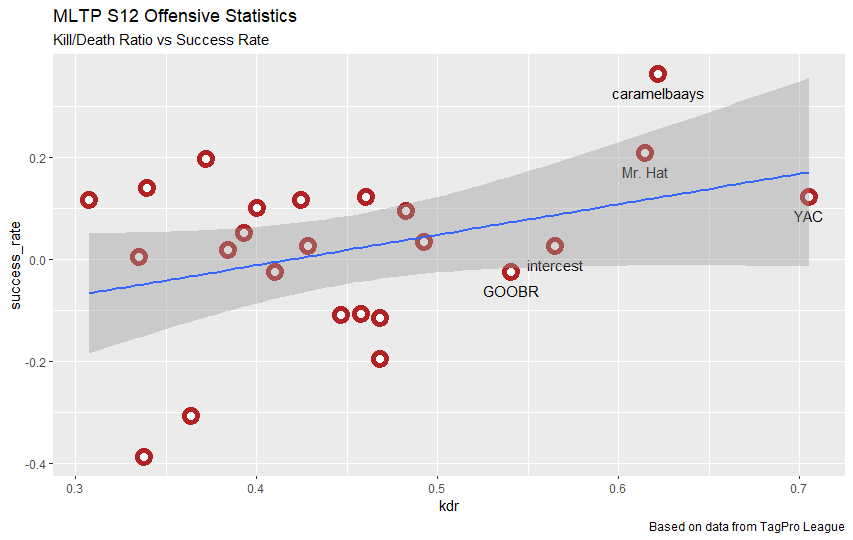 MLTP S12 Offensive Statistics
Kill/Death Ratio vs Success Rate
success_rate
0.2
0.0
-0.2
-0.4
caramelbaays
Mr. Hat
YAC
intercest
GOOBR
0.3 0.4 0.5 0.6 0.7
kdr
Based on data from TagPro League